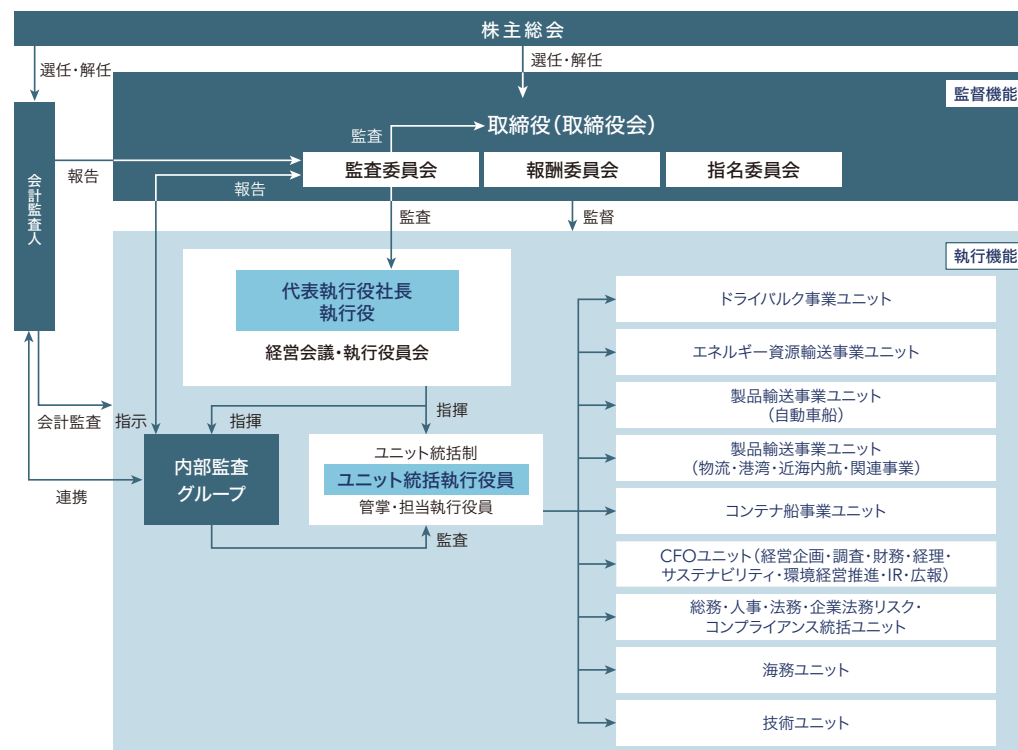 株主総会
選任・解任
選任・解任
監督機能
取締役(取締役会)
監査
監査委員会
報酬委員会
指名委員会
会計監査人
報告
報告
監査
監督
執行機能
代表執行役社長
執行役
経営会議・執行役員会
会計監査
指示
指揮
指揮
内部監査
グループ
連携
ユニット統括制
ユニット統括執行役員
管掌・担当執行役員
監査
ドライバルク事業ユニット
エネルギー資源輸送事業ユニット
製品輸送事業ユニット
(自動車船)
製品輸送事業ユニット
(物流・港湾・近海内航・関連事業)
コンテナ船事業ユニット
CFOユニット(経営企画・調査・財務・経理・
サステナビリティ・環境経営推進・IR・広報)
総務・人事・法務・企業法務リスク・
コンプライアンス統括ユニット
海務ユニット
技術ユニット